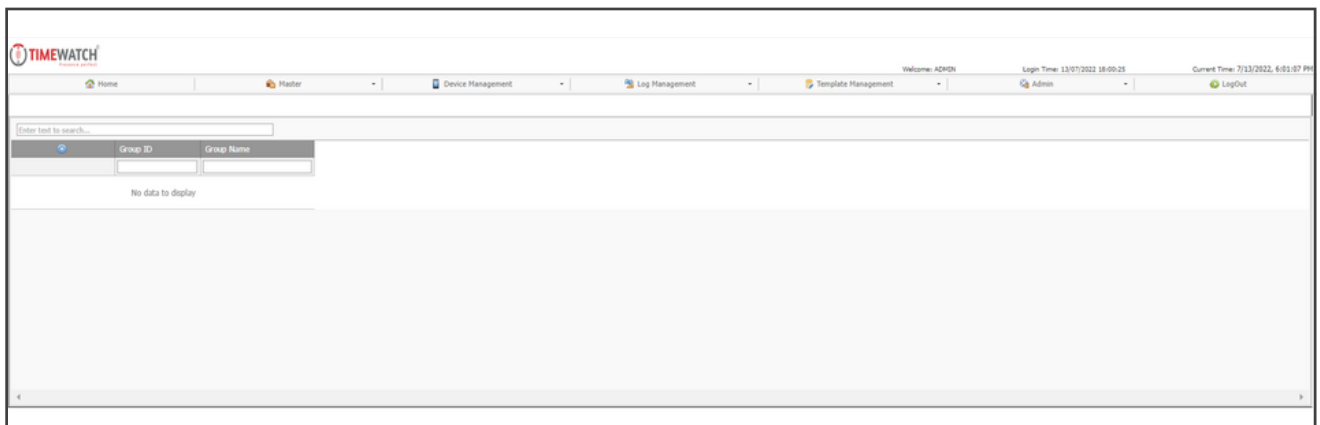 TIMEWATCH
Presence perfect
Welcome: ADMIN Login Time: 13/07/2022 18:00:25 Current Time: 7/13/2022, 6:01:07 PM
Home Master Device Management Log Management Template Management Admin LogOut
Enter text to search...
Group ID Group Name
No data to display